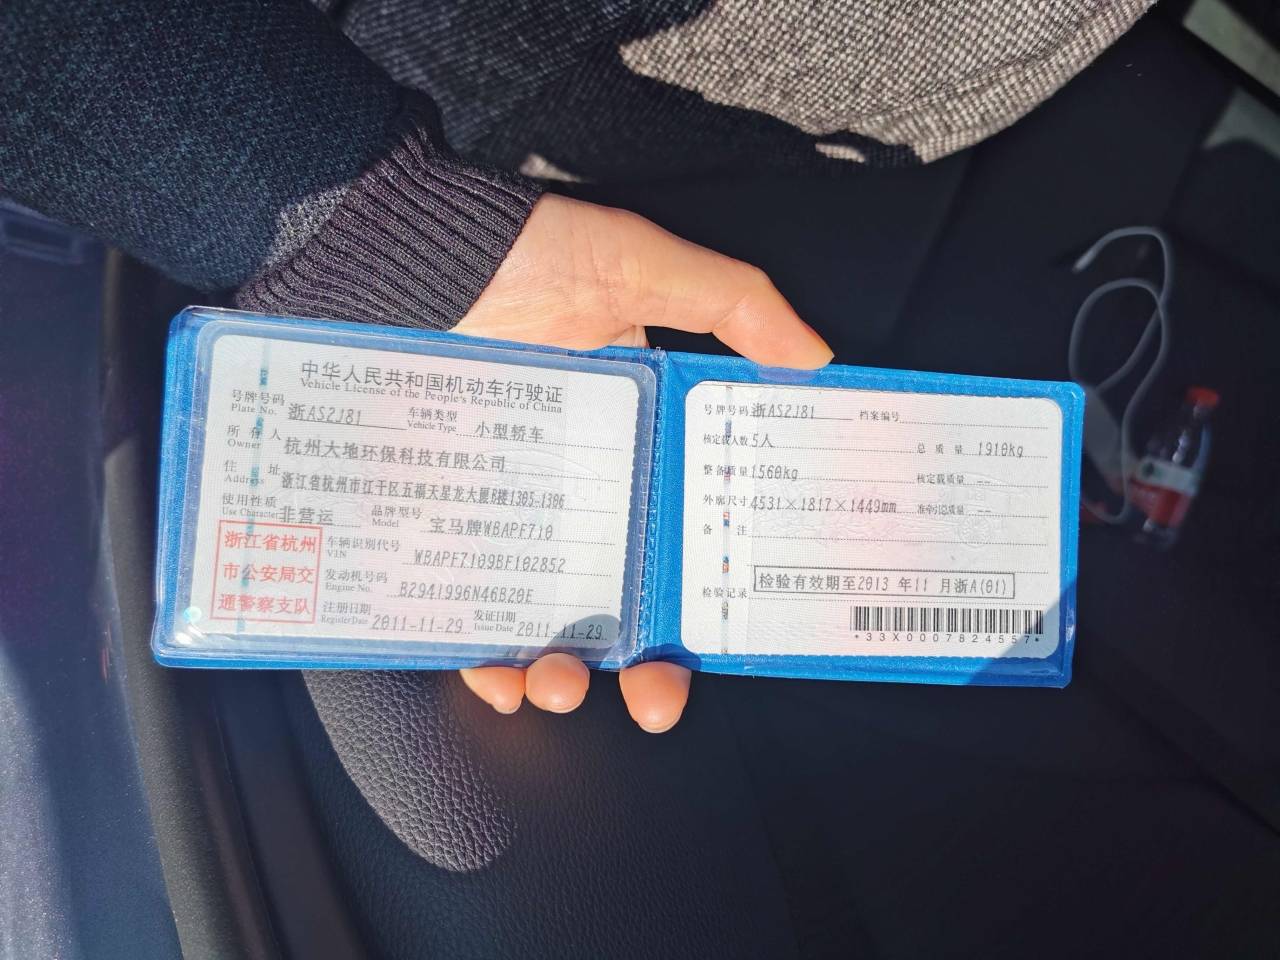 中华人民共和国机动车行驶证
Vehicle License of the People's Republic of China
号牌号码 浙AS2J81 车辆类型 小型轿车
Plate No. Vehicle Type
所有人 杭州大地环保科技有限公司
Owner
住址 浙江省杭州市江干区五福天星龙大厦8楼1305-1306
Address
使用性质 非营运 品牌型号 宝马牌WBAPF710
Use Character Model
浙江省杭州
市公安局交
通警察支队
车辆识别代号 WBAPF7109BF102852
VIN
发动机号码 B2941996N46B20E
Engine No.
注册日期 2011-11-29 发证日期 2011-11-29
Register Date Issue Date
号牌号码 浙AS2J81 档案编号
核定载人数 5人 总质量 1910kg
整备质量 1560kg 核定载质量 --
外廓尺寸 4531×1817×1449mm 准牵引总质量 --
备注
检验记录 检验有效期至2013 年11 月浙A(01)
*33X0007824557*